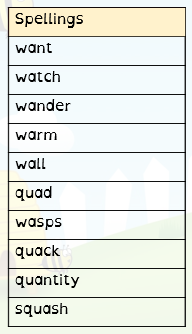 Spellings
want
watch
wander
warm
wall
quad
wasps
quack
quantity
squash